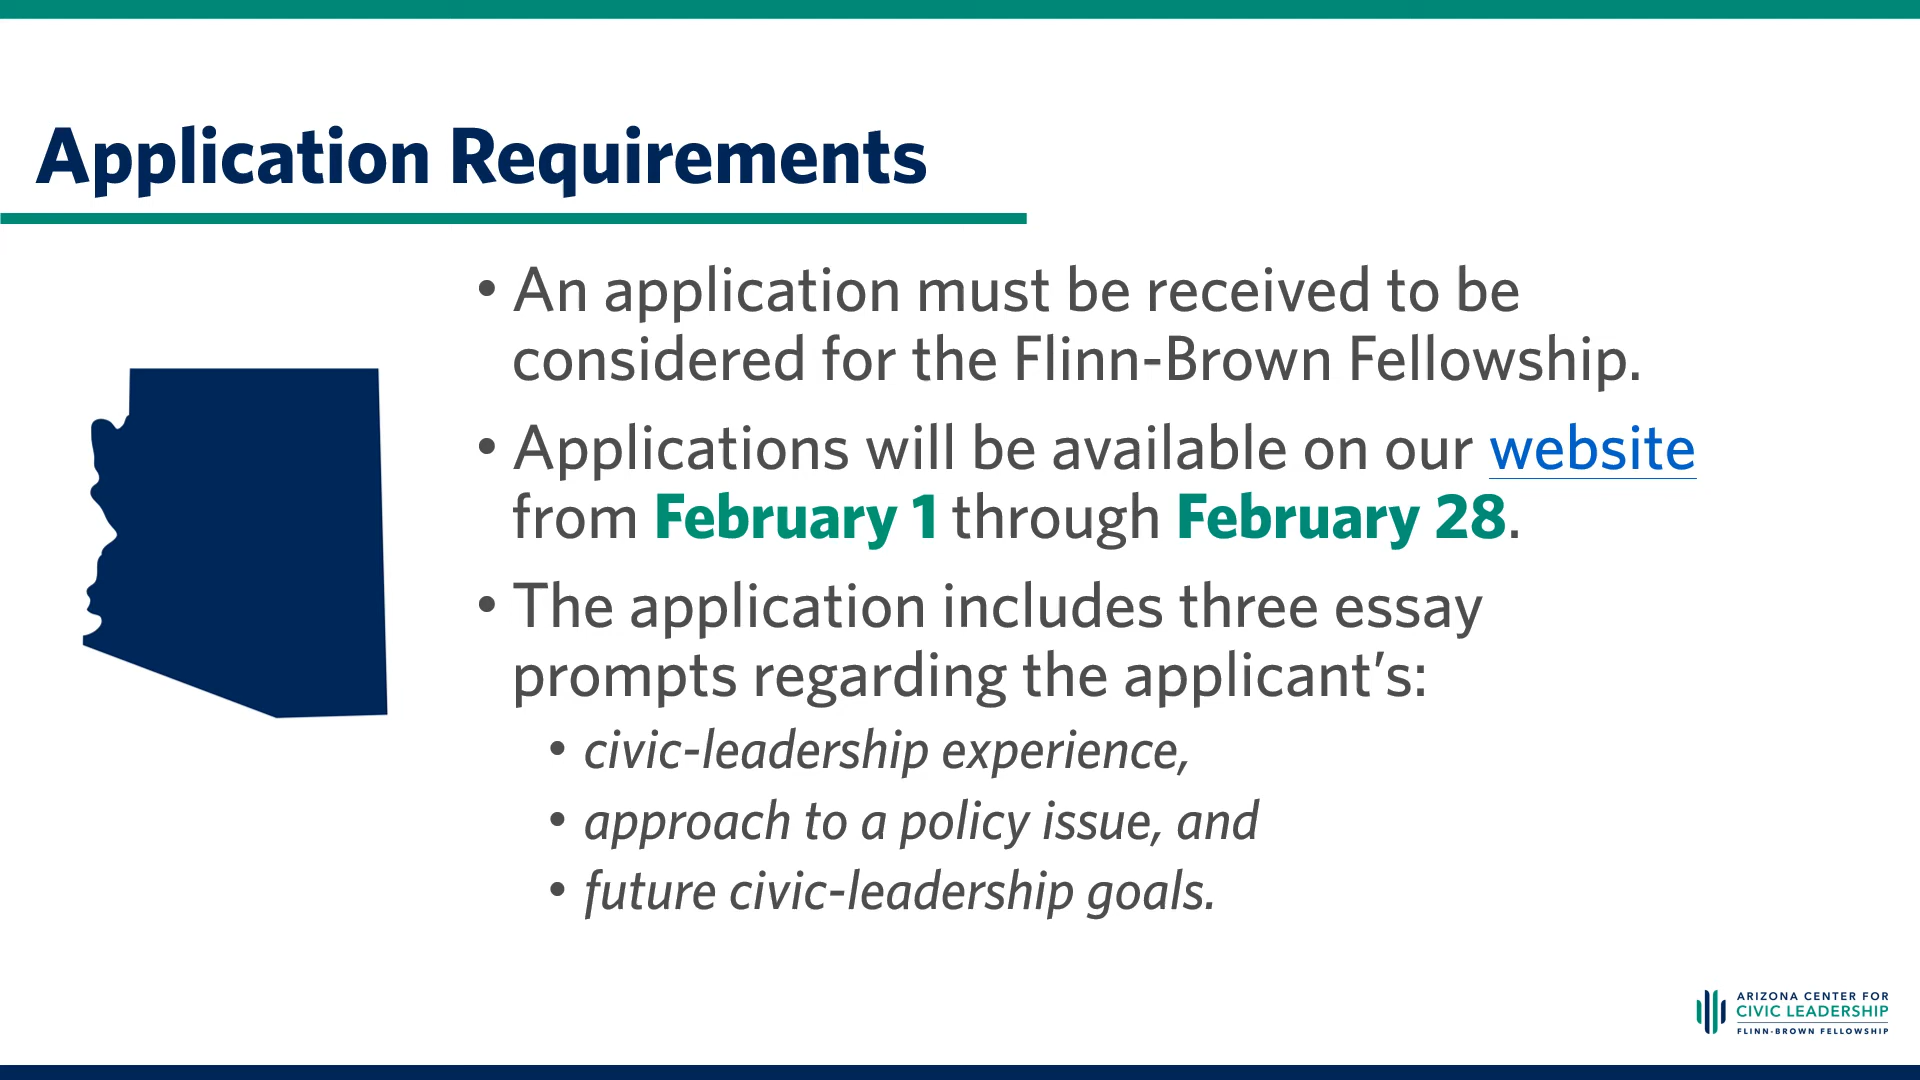 Application Requirements
• An application must be received to be
considered for the Flinn-Brown Fellowship.
• Applications will be available on our website
from February 1 through February 28.
• The application includes three essay
prompts regarding the applicant’s:
• civic-leadership experience,
• approach to a policy issue, and
• future civic-leadership goals.
ARIZONA CENTER FOR
CIVIC LEADERSHIP
FLINN-BROWN FELLOWSHIP